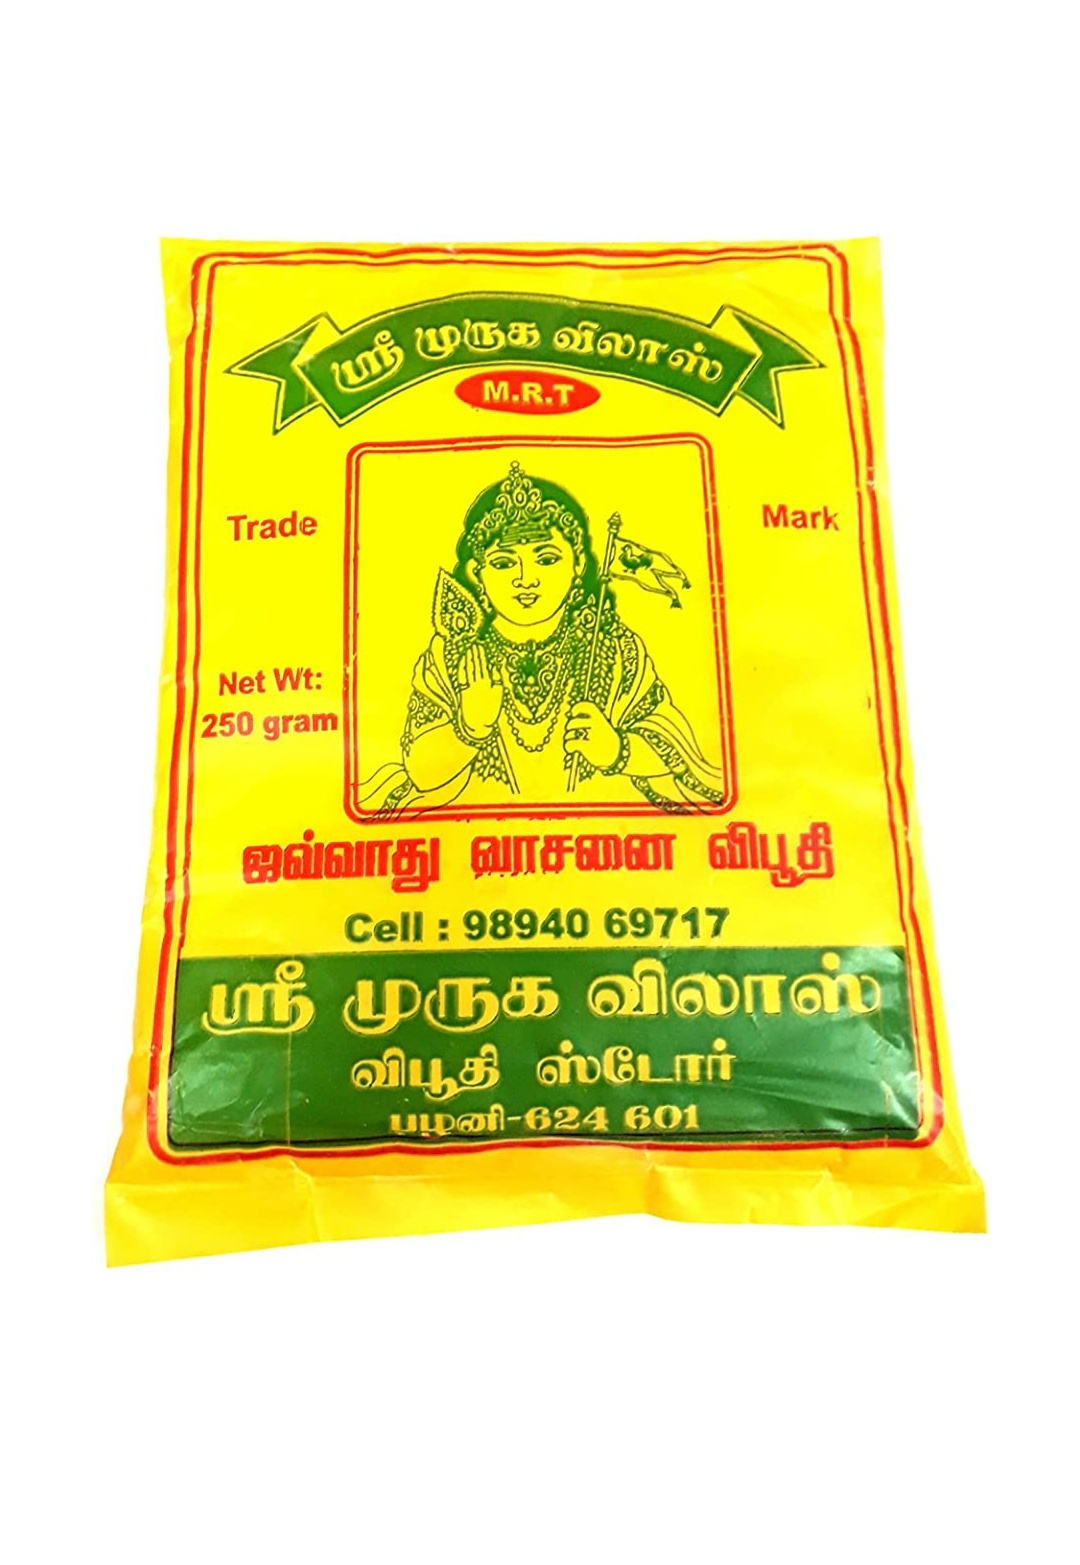 ஸ்ரீ முருக விலாஸ்
M.R.T
Trade Mark
Net Wt:
250 gram
ஜவ்வாது வாசனை விபூதி
Cell : 98940 69717
ஸ்ரீ முருக விலாஸ்
விபூதி ஸ்டோர்
பழனி-624 601